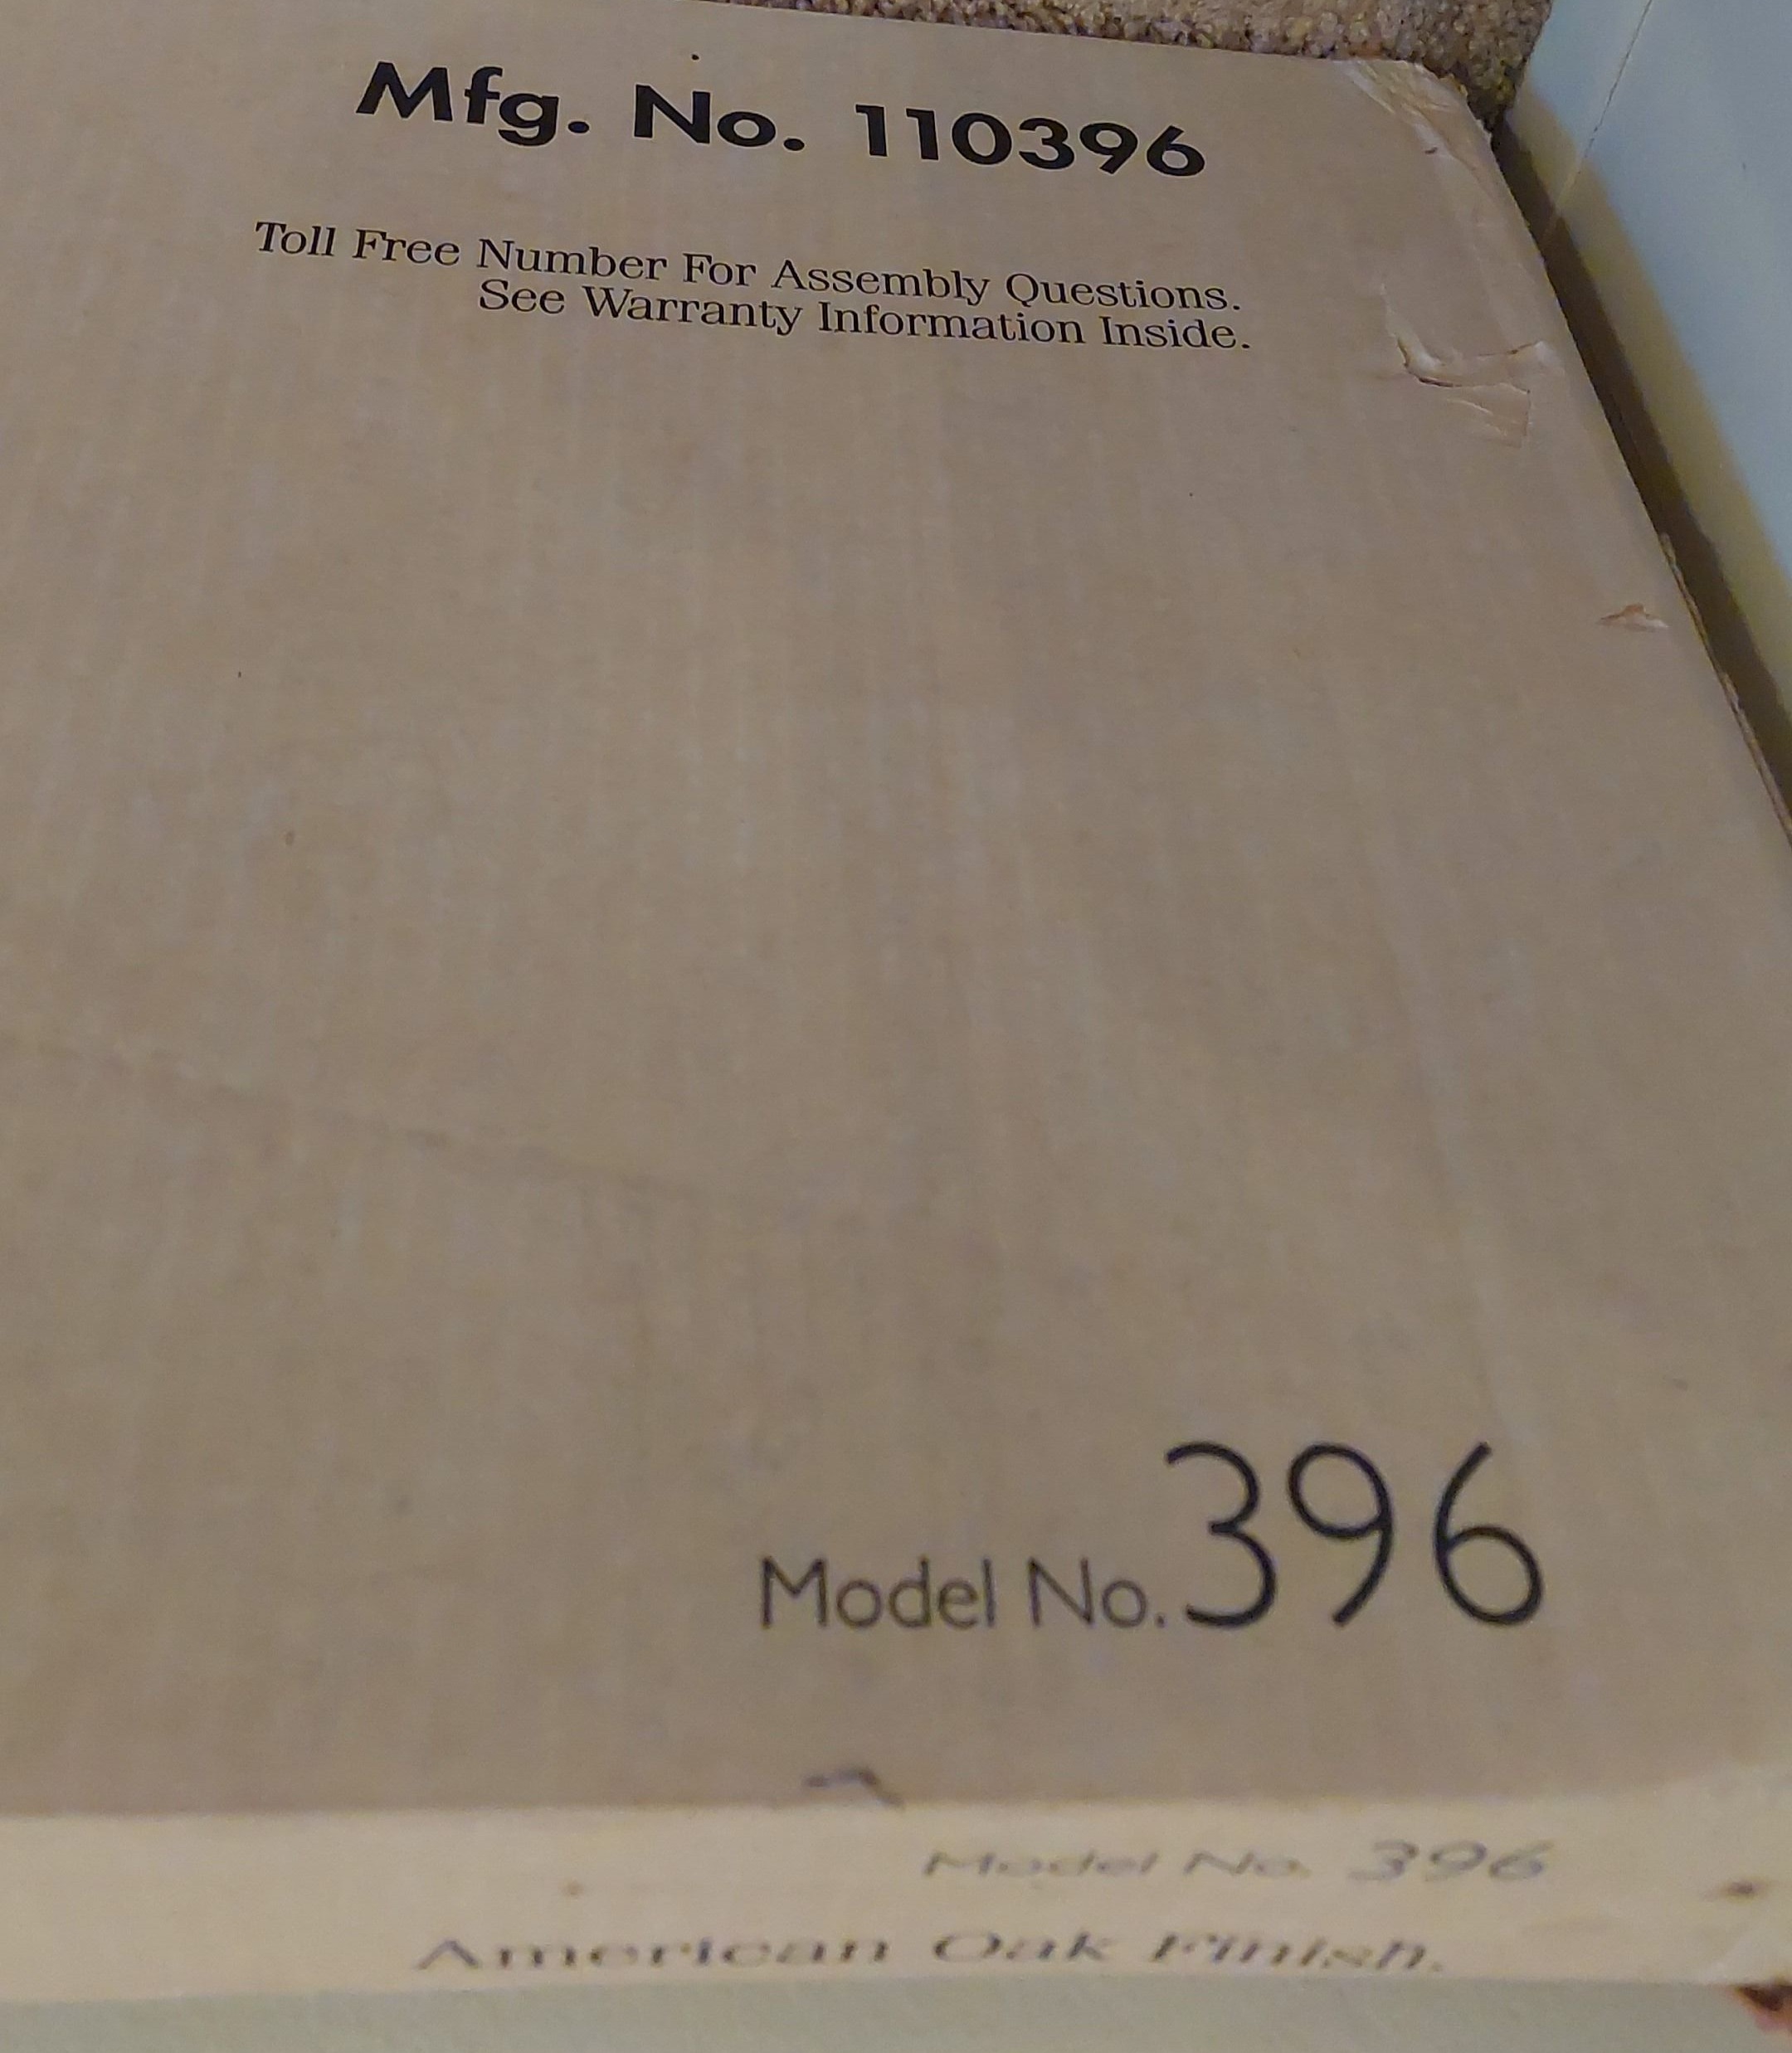 Mfg. No. 110396
Toll Free Number For Assembly Questions.
See Warranty Information Inside.
Model No. 396
Model No. 396
American Oak Finish.